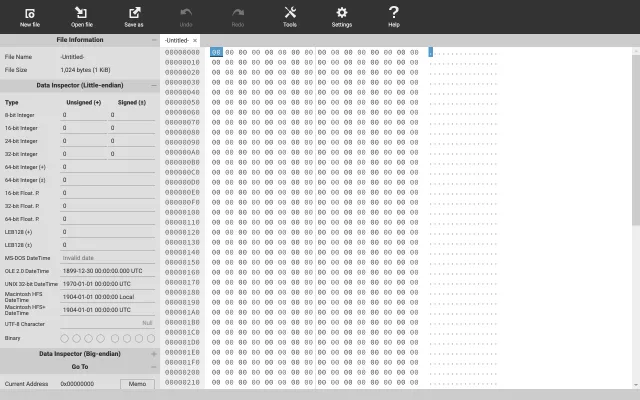 New file Open file Save as Undo Redo Tools Settings Help
File Information −
File Name -Untitled-
File Size 1,024 bytes (1 KiB)
Data Inspector (Little-endian) −
Type Unsigned (+) Signed (±)
8-bit Integer 0 0
16-bit Integer 0 0
24-bit Integer 0 0
32-bit Integer 0 0
64-bit Integer (+) 0
64-bit Integer (±) 0
16-bit Float. P. 0
32-bit Float. P. 0
64-bit Float. P. 0
LEB128 (+) 0
LEB128 (±) 0
MS-DOS DateTime Invalid date
OLE 2.0 DateTime 1899-12-30 00:00:00.000 UTC
UNIX 32-bit DateTime 1970-01-01 00:00:00 UTC
Macintosh HFS DateTime 1904-01-01 00:00:00 Local
Macintosh HFS+ DateTime 1904-01-01 00:00:00 UTC
UTF-8 Character Null
Binary
Data Inspector (Big-endian) +
Go To −
Current Address 0x00000000 Memo
-Untitled- ×
00000000 00 00 00 00 00 00 00 00 00 00 00 00 00 00 00 00 ................
00000010 00 00 00 00 00 00 00 00 00 00 00 00 00 00 00 00 ................
00000020 00 00 00 00 00 00 00 00 00 00 00 00 00 00 00 00 ................
00000030 00 00 00 00 00 00 00 00 00 00 00 00 00 00 00 00 ................
00000040 00 00 00 00 00 00 00 00 00 00 00 00 00 00 00 00 ................
00000050 00 00 00 00 00 00 00 00 00 00 00 00 00 00 00 00 ................
00000060 00 00 00 00 00 00 00 00 00 00 00 00 00 00 00 00 ................
00000070 00 00 00 00 00 00 00 00 00 00 00 00 00 00 00 00 ................
00000080 00 00 00 00 00 00 00 00 00 00 00 00 00 00 00 00 ................
00000090 00 00 00 00 00 00 00 00 00 00 00 00 00 00 00 00 ................
000000A0 00 00 00 00 00 00 00 00 00 00 00 00 00 00 00 00 ................
000000B0 00 00 00 00 00 00 00 00 00 00 00 00 00 00 00 00 ................
000000C0 00 00 00 00 00 00 00 00 00 00 00 00 00 00 00 00 ................
000000D0 00 00 00 00 00 00 00 00 00 00 00 00 00 00 00 00 ................
000000E0 00 00 00 00 00 00 00 00 00 00 00 00 00 00 00 00 ................
000000F0 00 00 00 00 00 00 00 00 00 00 00 00 00 00 00 00 ................
00000100 00 00 00 00 00 00 00 00 00 00 00 00 00 00 00 00 ................
00000110 00 00 00 00 00 00 00 00 00 00 00 00 00 00 00 00 ................
00000120 00 00 00 00 00 00 00 00 00 00 00 00 00 00 00 00 ................
00000130 00 00 00 00 00 00 00 00 00 00 00 00 00 00 00 00 ................
00000140 00 00 00 00 00 00 00 00 00 00 00 00 00 00 00 00 ................
00000150 00 00 00 00 00 00 00 00 00 00 00 00 00 00 00 00 ................
00000160 00 00 00 00 00 00 00 00 00 00 00 00 00 00 00 00 ................
00000170 00 00 00 00 00 00 00 00 00 00 00 00 00 00 00 00 ................
00000180 00 00 00 00 00 00 00 00 00 00 00 00 00 00 00 00 ................
00000190 00 00 00 00 00 00 00 00 00 00 00 00 00 00 00 00 ................
000001A0 00 00 00 00 00 00 00 00 00 00 00 00 00 00 00 00 ................
000001B0 00 00 00 00 00 00 00 00 00 00 00 00 00 00 00 00 ................
000001C0 00 00 00 00 00 00 00 00 00 00 00 00 00 00 00 00 ................
000001D0 00 00 00 00 00 00 00 00 00 00 00 00 00 00 00 00 ................
000001E0 00 00 00 00 00 00 00 00 00 00 00 00 00 00 00 00 ................
000001F0 00 00 00 00 00 00 00 00 00 00 00 00 00 00 00 00 ................
00000200 00 00 00 00 00 00 00 00 00 00 00 00 00 00 00 00 ................
00000210 00 00 00 00 00 00 00 00 00 00 00 00 00 00 00 00 ................